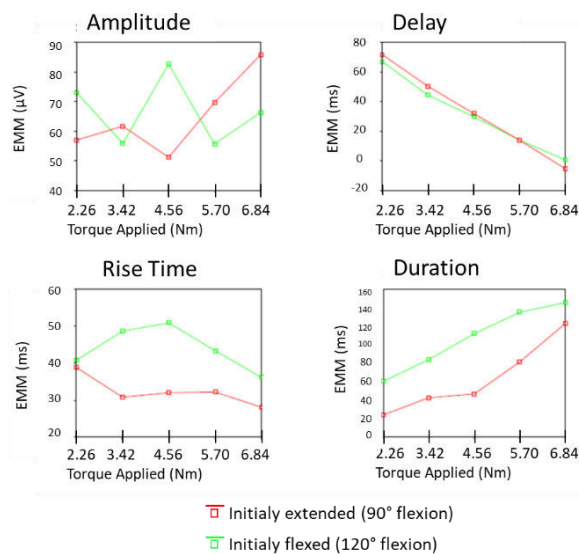 Amplitude
90
80
70
60
50
40
EMM (µV)
2.26 3.42 4.56 5.70 6.84
Torque Applied (Nm)
Delay
80
60
40
20
0
-20
EMM (ms)
2.26 3.42 4.56 5.70 6.84
Torque Applied (Nm)
Rise Time
60
50
40
30
20
EMM (ms)
2.26 3.42 4.56 5.70 6.84
Torque Applied (Nm)
Duration
160
140
120
100
80
60
40
20
0
EMM (ms)
2.26 3.42 4.56 5.70 6.84
Torque Applied (Nm)
Initialy extended (90° flexion)
Initialy flexed (120° flexion)